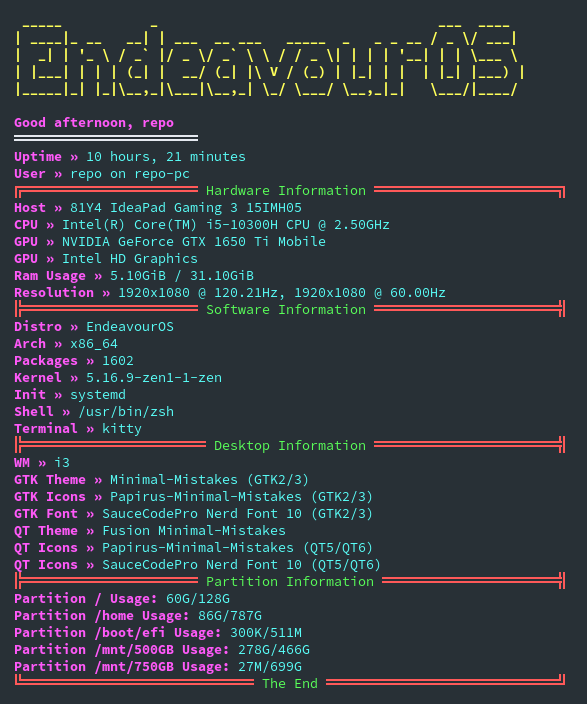 EndeavourOS
Good afternoon, repo
Uptime » 10 hours, 21 minutes
User » repo on repo-pc
Hardware Information
Host » 81Y4 IdeaPad Gaming 3 15IMH05
CPU » Intel(R) Core(TM) i5-10300H CPU @ 2.50GHz
GPU » NVIDIA GeForce GTX 1650 Ti Mobile
GPU » Intel HD Graphics
Ram Usage » 5.10GiB / 31.10GiB
Resolution » 1920x1080 @ 120.21Hz, 1920x1080 @ 60.00Hz
Software Information
Distro » EndeavourOS
Arch » x86_64
Packages » 1602
Kernel » 5.16.9-zen1-1-zen
Init » systemd
Shell » /usr/bin/zsh
Terminal » kitty
Desktop Information
WM » i3
GTK Theme » Minimal-Mistakes (GTK2/3)
GTK Icons » Papirus-Minimal-Mistakes (GTK2/3)
GTK Font » SauceCodePro Nerd Font 10 (GTK2/3)
QT Theme » Fusion Minimal-Mistakes
QT Icons » Papirus-Minimal-Mistakes (QT5/QT6)
QT Icons » SauceCodePro Nerd Font 10 (QT5/QT6)
Partition Information
Partition / Usage: 60G/128G
Partition /home Usage: 86G/787G
Partition /boot/efi Usage: 300K/511M
Partition /mnt/500GB Usage: 278G/466G
Partition /mnt/750GB Usage: 27M/699G
The End